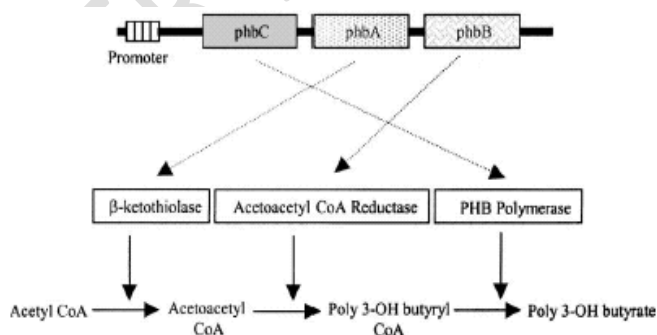 phbC phbA phbB
Promoter
β-ketothiolase Acetoacetyl CoA Reductase PHB Polymerase
Acetyl CoA Acetoacetyl CoA Poly 3-OH butyryl CoA Poly 3-OH butyrate